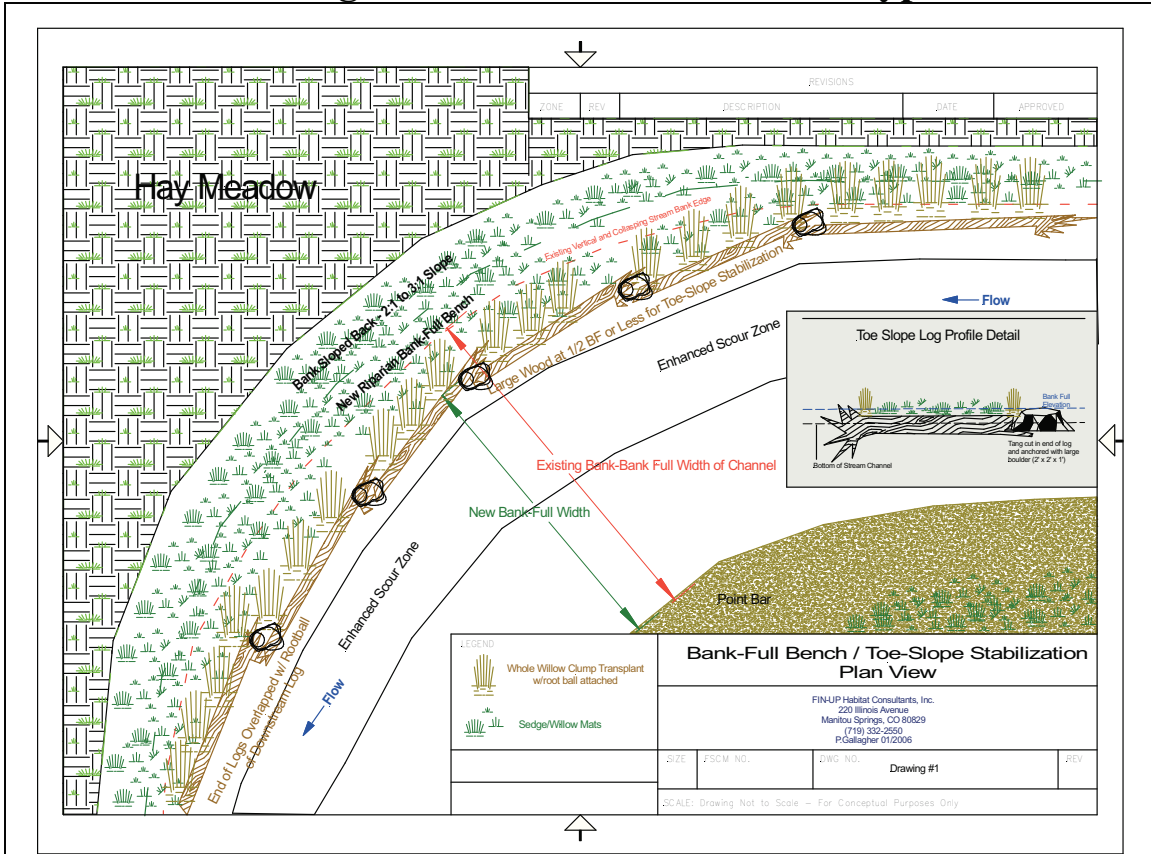 REVISIONS
ZONE REV DESCRIPTION DATE APPROVED
Hay Meadow
Existing Vertical and Collasping Stream Bank Edge
Bank Sloped Back - 2:1 to 3:1 Slope
New Riparian Bank-Full Bench
Large Wood at 1/2 BF or Less for Toe-Slope Stabilization
Flow
Enhanced Scour Zone
Toe Slope Log Profile Detail
Bank Full
Elevation
Tang cut in end of log
and anchored with large
boulder (2' x 2' x 1')
Bottom of Stream Channel
Existing Bank-Bank Full Width of Channel
New Bank-Full Width
Enhanced Scour Zone
Point Bar
Flow
End of Logs Overlapped w/ Rootball
of Downstream Log
LEGEND
Whole Willow Clump Transplant
w/root ball attached
Sedge/Willow Mats
Bank-Full Bench / Toe-Slope Stabilization
Plan View
FIN-UP Habitat Consultants, Inc.
220 Illinois Avenue
Manitou Springs, CO 80829
(719) 332-2550
P.Gallagher 01/2006
SIZE FSCM NO. DWG NO. REV
Drawing #1
SCALE: Drawing Not to Scale - For Conceptual Purposes Only